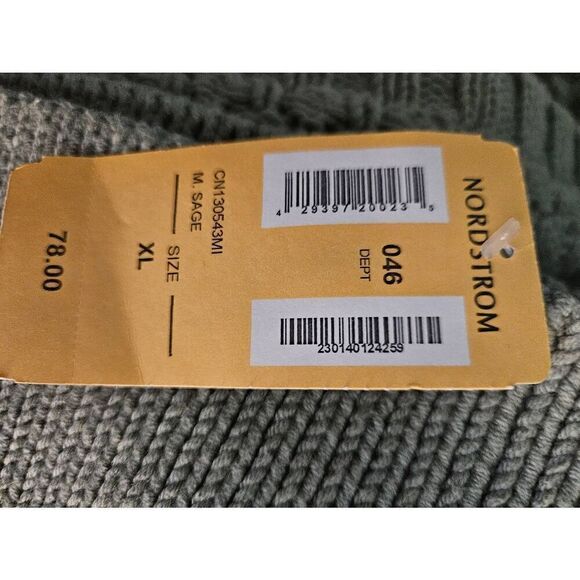 NORDSTROM
4 29397 20023 5
046
DEPT
230140124259
CN130543MI
M. SAGE
SIZE
XL
78.00